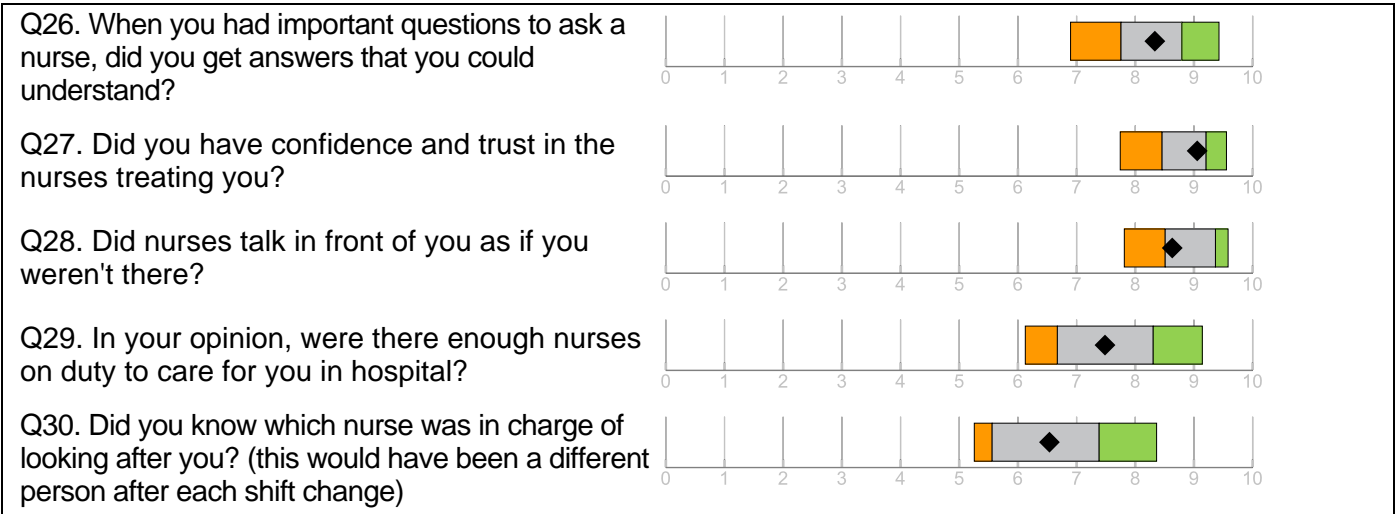 Q26. When you had important questions to ask a
nurse, did you get answers that you could
understand?
0 1 2 3 4 5 6 7 8 9 10
Q27. Did you have confidence and trust in the
nurses treating you?
0 1 2 3 4 5 6 7 8 9 10
Q28. Did nurses talk in front of you as if you
weren't there?
0 1 2 3 4 5 6 7 8 9 10
Q29. In your opinion, were there enough nurses
on duty to care for you in hospital?
0 1 2 3 4 5 6 7 8 9 10
Q30. Did you know which nurse was in charge of
looking after you? (this would have been a different
person after each shift change)
0 1 2 3 4 5 6 7 8 9 10